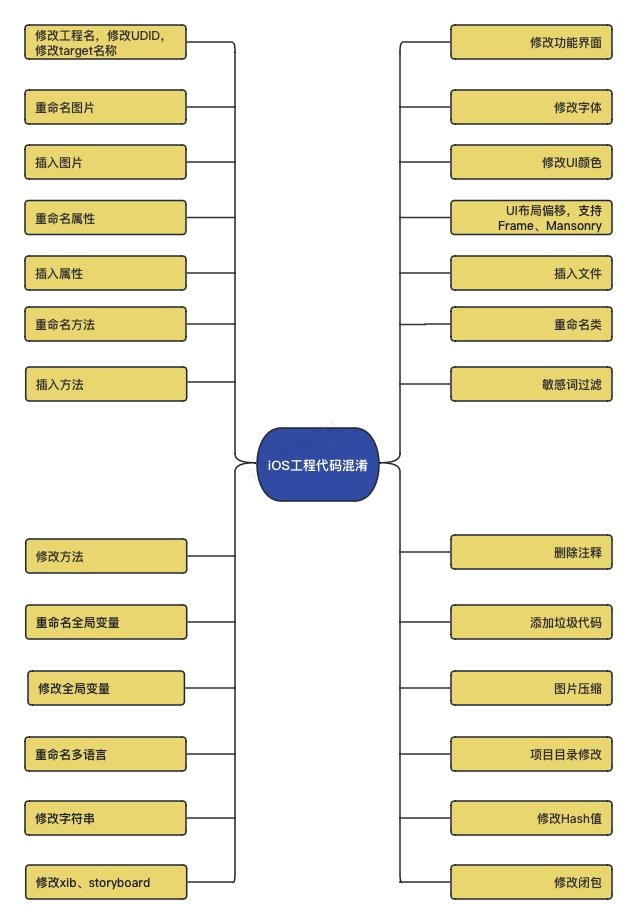 修改工程名，修改UDID，
修改target名称
重命名图片
插入图片
重命名属性
插入属性
重命名方法
插入方法
修改方法
重命名全局变量
修改全局变量
重命名多语言
修改字符串
修改xib、storyboard
iOS工程代码混淆
修改功能界面
修改字体
修改UI颜色
UI布局偏移，支持
Frame、Mansonry
插入文件
重命名类
敏感词过滤
删除注释
添加垃圾代码
图片压缩
项目目录修改
修改Hash值
修改闭包